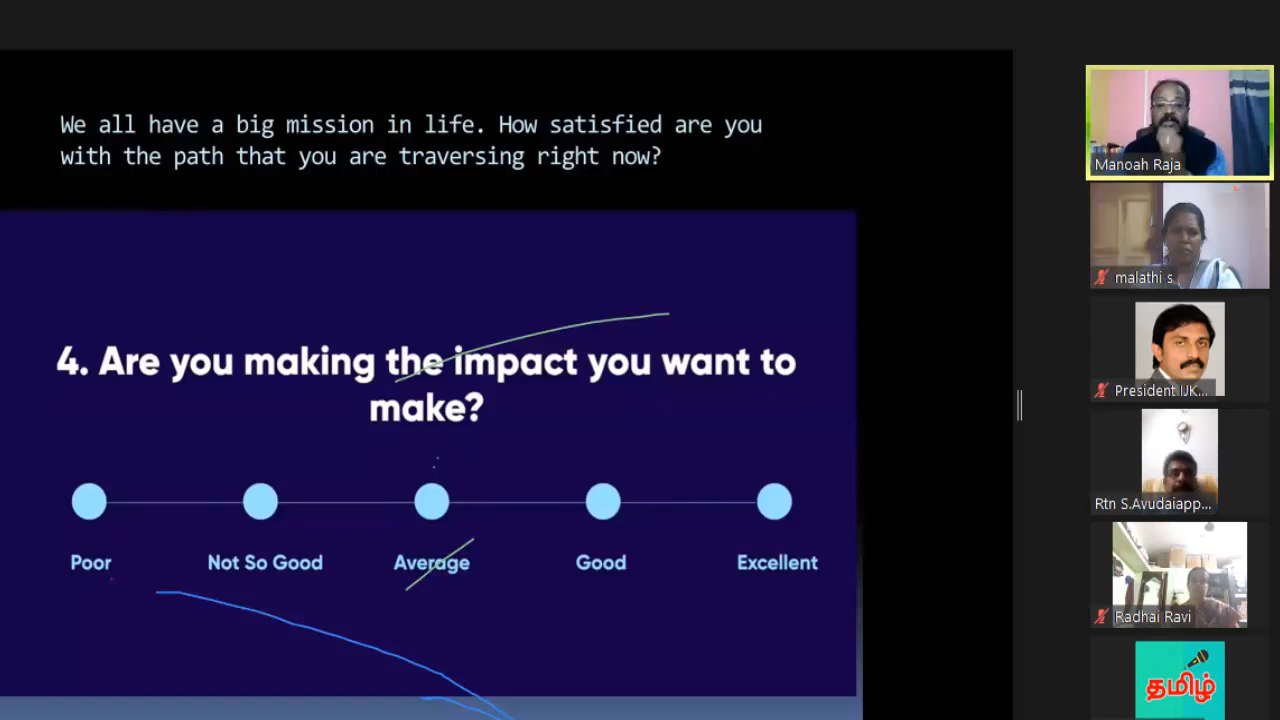 We all have a big mission in life. How satisfied are you
with the path that you are traversing right now?
4. Are you making the impact you want to
make?
Poor
Not So Good
Average
Good
Excellent
Manoah Raja
malathi s
President IJK...
Rtn S.Avudaiapp...
Radhai Ravi
தமிழ்